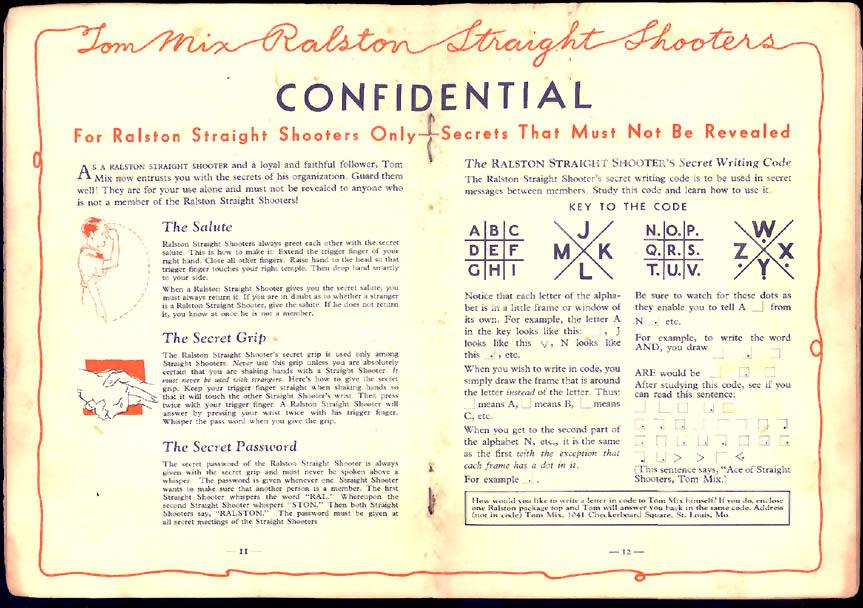 Tom Mix Ralston Straight Shooters
CONFIDENTIAL
For Ralston Straight Shooters Only—Secrets That Must Not Be Revealed
AS A RALSTON STRAIGHT SHOOTER and a loyal and faithful follower, Tom
Mix now entrusts you with the secrets of his organization. Guard them
well! They are for your use alone and must not be revealed to anyone who
is not a member of the Ralston Straight Shooters!
The Salute
Ralston Straight Shooters always greet each other with the secret
salute. This is how to make it: Extend the trigger finger of your
right hand. Close all other fingers. Raise hand to the head so that
trigger finger touches your right temple. Then drop hand smartly
to your side.
When a Ralston Straight Shooter gives you the secret salute, you
must always return it. If you are in doubt as to whether a stranger
is a Ralston Straight Shooter, give the salute. If he does not return
it, you know at once he is not a member.
The Secret Grip
The Ralston Straight Shooter's secret grip is used only among
Straight Shooters. Never use this grip unless you are absolutely
certain that you are shaking hands with a Straight Shooter. It
must never be used with strangers. Here's how to give the secret
grip. Keep your trigger finger straight when shaking hands so
that it will touch the other Straight Shooter's wrist. Then press
twice with your trigger finger. A Ralston Straight Shooter will
answer by pressing your wrist twice with his trigger finger.
Whisper the pass word when you give the grip.
The Secret Password
The secret password of the Ralston Straight Shooter is always
given with the secret grip and must never be spoken above a
whisper. The password is given whenever one Straight Shooter
wants to make sure that another person is a member. The first
Straight Shooter whispers the word "RAL." Whereupon the
second Straight Shooter whispers "STON." Then both Straight
Shooters say, "RALSTON." The password must be given at
all secret meetings of the Straight Shooters
— 11 —
The RALSTON STRAIGHT SHOOTER'S Secret Writing Code
The Ralston Straight Shooter's secret writing code is to be used in secret
messages between members. Study this code and learn how to use it.
KEY TO THE CODE
A B C
D E F
G H I
J
M K
L
N. O. P.
Q. R. S.
T. U. V.
W
Z X
Y
Notice that each letter of the alpha-
bet is in a little frame or window of
its own. For example, the letter A
in the key looks like this: , J
looks like this , N looks like
this , etc.
When you wish to write in code, you
simply draw the frame that is around
the letter instead of the letter. Thus:
means A, means B, means
C, etc.
When you get to the second part of
the alphabet N, etc., it is the same
as the first with the exception that
each frame has a dot in it.
For example .
Be sure to watch for these dots as
they enable you to tell A from
N , etc.
For example, to write the word
AND, you draw
ARE would be
After studying this code, see if you
can read this sentence:
(This sentence says, "Ace of Straight
Shooters, Tom Mix.)
How would you like to write a letter in code to Tom Mix himself? If you do, enclose
one Ralston package top and Tom will answer you back in the same code. Address
(not in code) Tom Mix, 1041 Checkerboard Square, St. Louis, Mo.
— 12 —